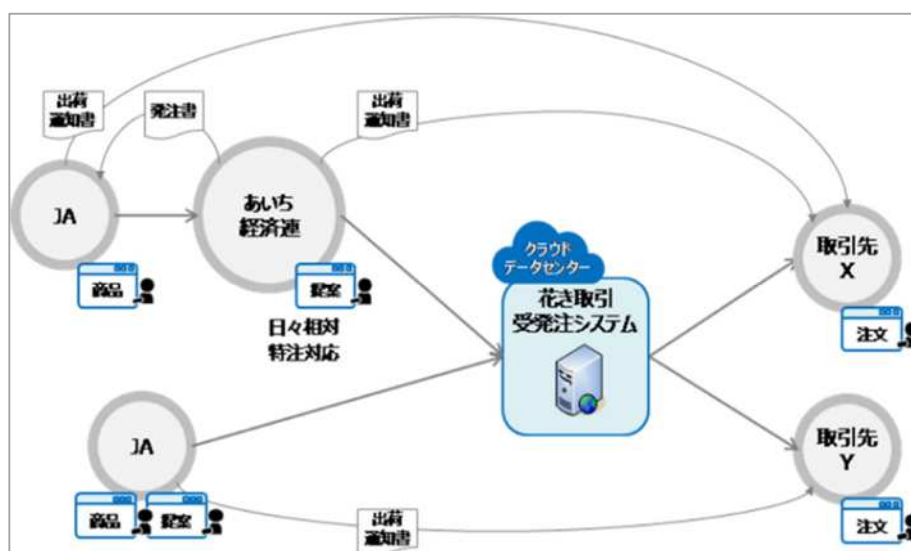 出荷
通知書
発注書
出荷
通知書
JA
あいち
経済連
商品
提案
日々相対
特注対応
クラウド
データセンター
花き取引
受発注システム
取引先
X
注文
JA
商品
提案
出荷
通知書
取引先
Y
注文